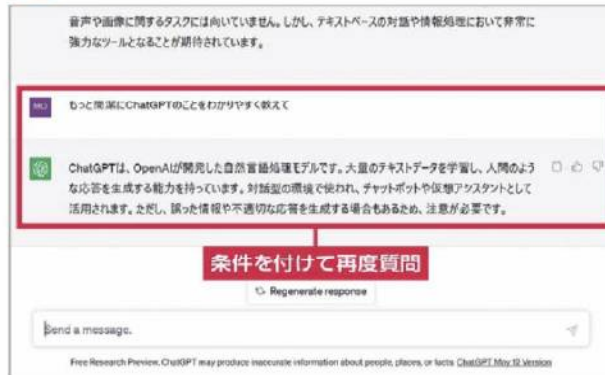 音声や画像に関するタスクには向いていません。しかし、テキストベースの対話や情報処理において非常に
強力なツールとなることが期待されています。
MO
もっと簡潔にChatGPTのことをわかりやすく教えて
ChatGPTは、OpenAIが開発した自然言語処理モデルです。大量のテキストデータを学習し、人間のよう
な応答を生成する能力を持っています。対話型の環境で使われ、チャットボットや仮想アシスタントとして
活用されます。ただし、誤った情報や不適切な応答を生成する場合もあるため、注意が必要です。
条件を付けて再度質問
Regenerate response
Send a message.
Free Research Preview. ChatGPT may produce inaccurate information about people, places, or facts. ChatGPT May 12 Version